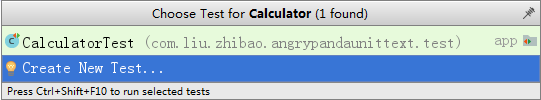 Choose Test for Calculator (1 found)
CalculatorTest (com.liu.zhibao.angrypandaunittext.test) app
Create New Test...
Press Ctrl+Shift+F10 to run selected tests